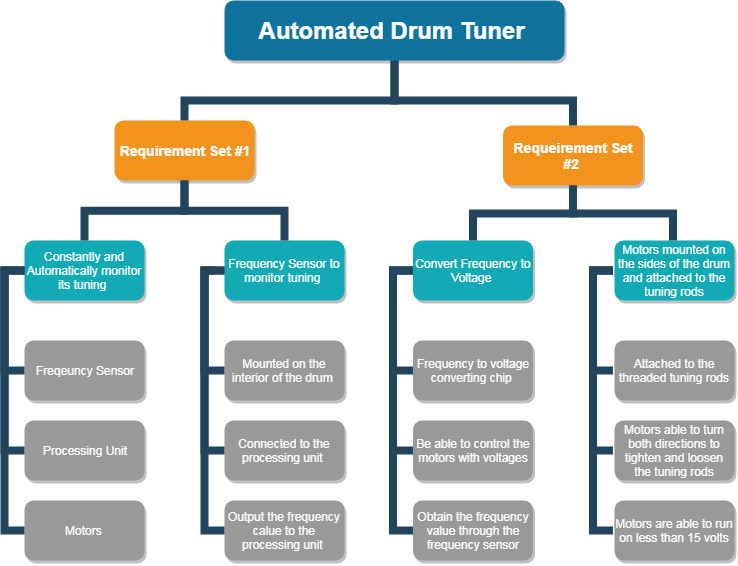 Automated Drum Tuner
Requirement Set #1
Requeirement Set
#2
Constantly and
Automatically monitor
its tuning
Frequency Sensor to
monitor tuning
Convert Frequency to
Voltage
Motors mounted on
the sides of the drum
and attached to the
tuning rods
Freqeuncy Sensor
Mounted on the
interior of the drum
Frequency to voltage
converting chip
Attached to the
threaded tuning rods
Processing Unit
Connected to the
processing unit
Be able to control the
motors with voltages
Motors able to turn
both directions to
tighten and loosen
the tuning rods
Motors
Output the frequency
calue to the
processing unit
Obtain the frequency
value through the
frequency sensor
Motors are able to run
on less than 15 volts